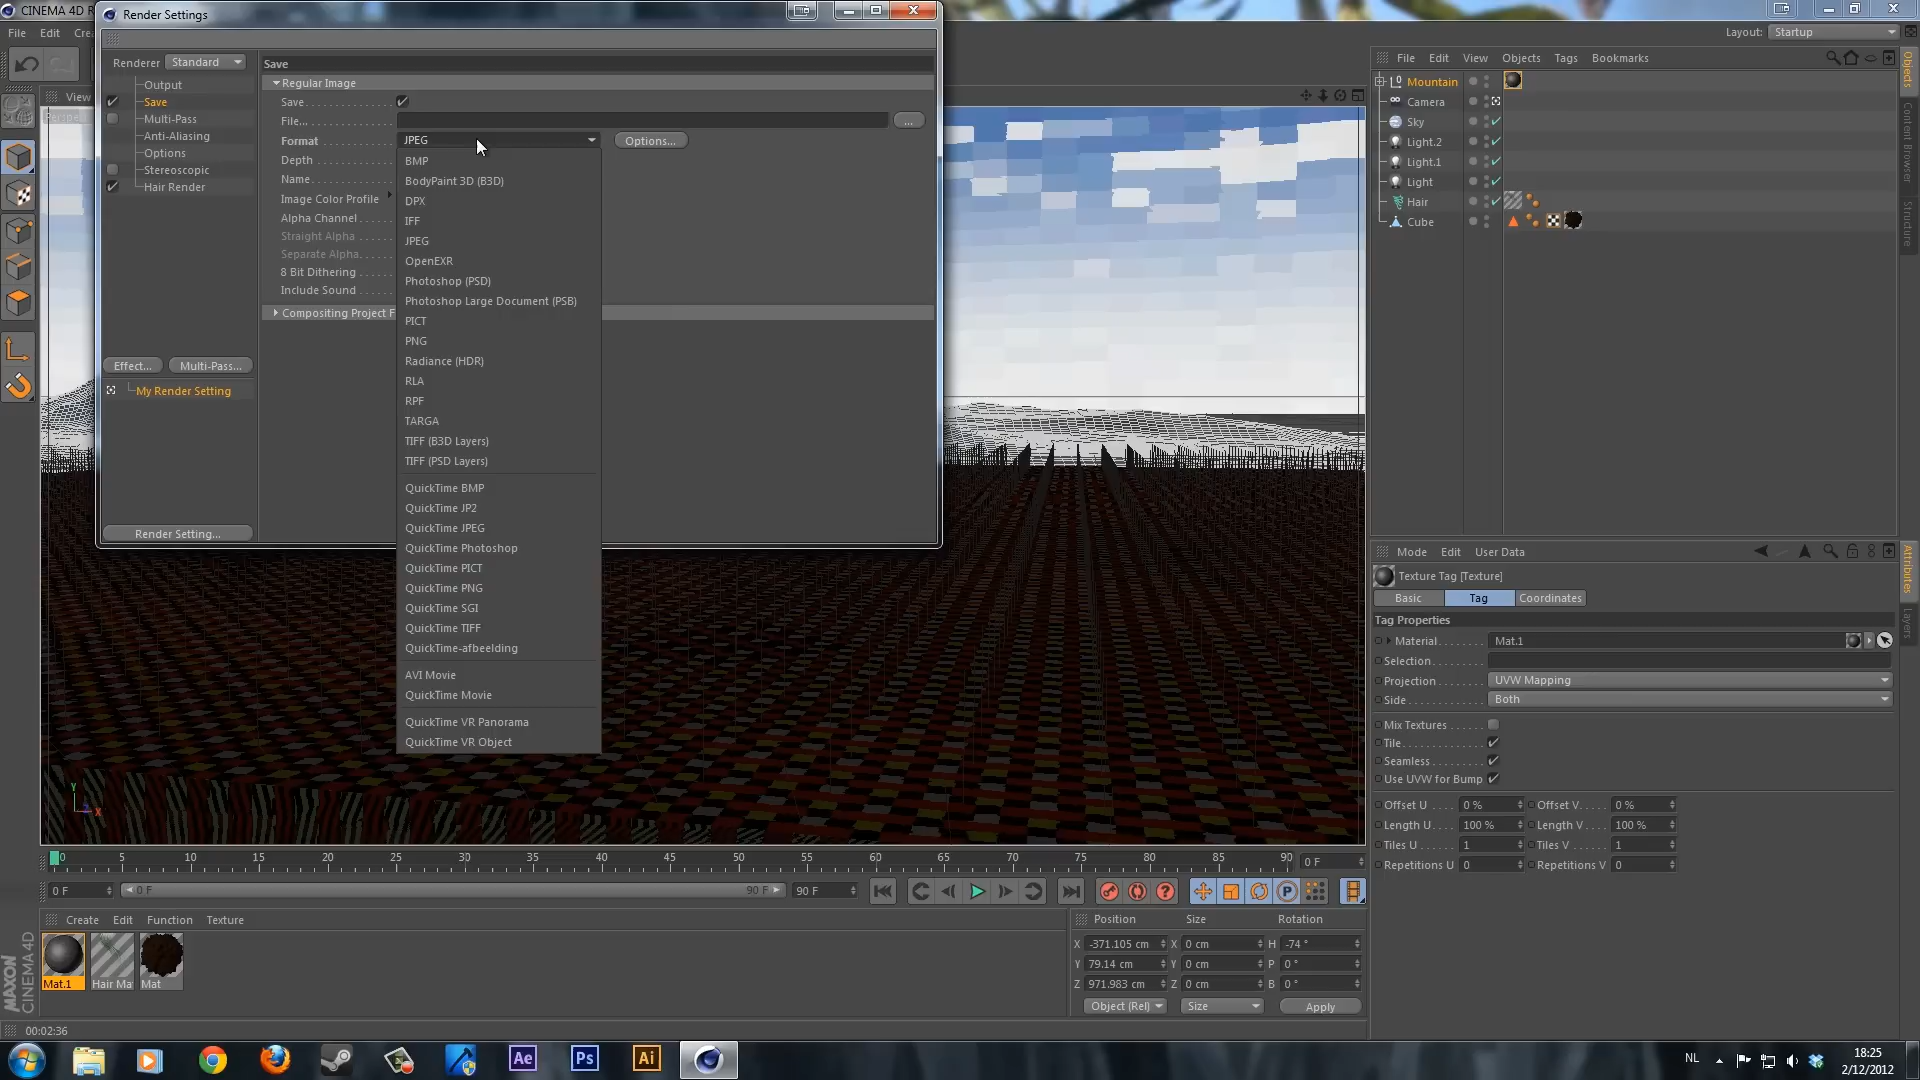 CINEMA 4D R
Render Settings
File Edit Cre
Layout: Startup
Renderer Standard
Output
Save
Multi-Pass
Anti-Aliasing
Options
Stereoscopic
Hair Render
Effect... Multi-Pass...
My Render Setting
Render Setting...
Save
Regular Image
Save
File... ...
Format JPEG Options...
Depth
Name
Image Color Profile
Alpha Channel
Straight Alpha
Separate Alpha
8 Bit Dithering
Include Sound
Compositing Project F
BMP
BodyPaint 3D (B3D)
DPX
IFF
JPEG
OpenEXR
Photoshop (PSD)
Photoshop Large Document (PSB)
PICT
PNG
Radiance (HDR)
RLA
RPF
TARGA
TIFF (B3D Layers)
TIFF (PSD Layers)
QuickTime BMP
QuickTime JP2
QuickTime JPEG
QuickTime Photoshop
QuickTime PICT
QuickTime PNG
QuickTime SGI
QuickTime TIFF
QuickTime-afbeelding
AVI Movie
QuickTime Movie
QuickTime VR Panorama
QuickTime VR Object
View
File Edit View Objects Tags Bookmarks
Mountain
Camera
Sky
Light.2
Light.1
Light
Hair
Cube
Objects
Content Browser
Structure
Mode Edit User Data
Texture Tag [Texture]
Basic Tag Coordinates
Tag Properties
Material Mat.1
Selection
Projection UVW Mapping
Side Both
Mix Textures
Tile
Seamless
Use UVW for Bump
Offset U 0 % Offset V 0 %
Length U 100 % Length V 100 %
Tiles U 1 Tiles V 1
Repetitions U 0 Repetitions V 0
Attributes
Layers
Y
X
0 5 10 15 20 25 30 35 40 45 50 55 60 65 70 75 80 85 90 0 F
0 F 0 F 90 F 90 F
Create Edit Function Texture
Mat.1 Hair Ma Mat
Position Size Rotation
X -371.105 cm X 0 cm H -74 °
Y 79.14 cm Y 0 cm P 0 °
Z 971.983 cm Z 0 cm B 0 °
Object (Rel) Size Apply
MAXON
CINEMA 4D
00:02:36
Ae Ps Ai
NL
18:25
2/12/2012